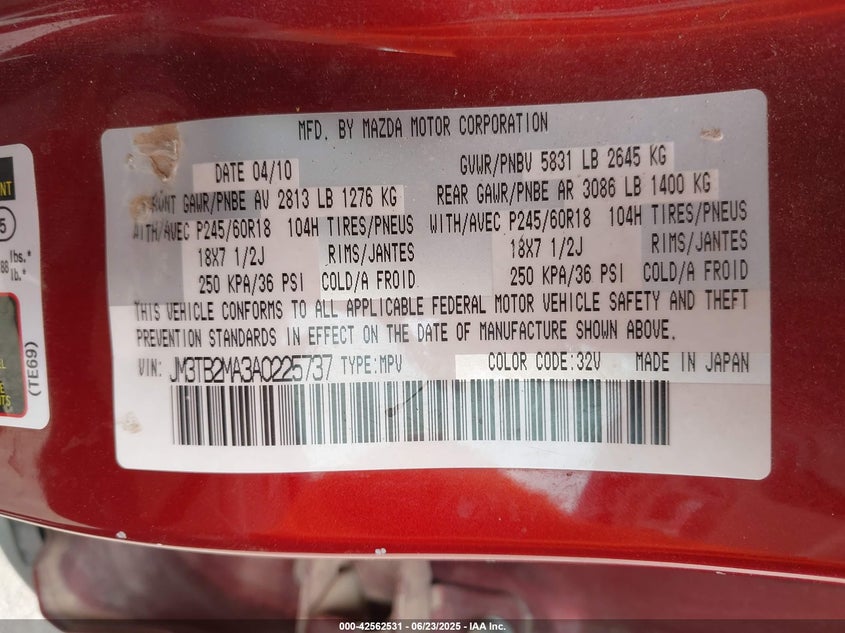 MFD. BY MAZDA MOTOR CORPORATION
DATE 04/10 GVWR/PNBV 5831 LB 2645 KG
GAWR/PNBE AV 2813 LB 1276 KG REAR GAWR/PNBE AR 3086 LB 1400 KG
WITH/AVEC P245/60R18 104H TIRES/PNEUS WITH/AVEC P245/60R18 104H TIRES/PNEUS
18X7 1/2J RIMS/JANTES 18X7 1/2J RIMS/JANTES
250 KPA/36 PSI COLD/A FROID 250 KPA/36 PSI COLD/A FROID
THIS VEHICLE CONFORMS TO ALL APPLICABLE FEDERAL MOTOR VEHICLE SAFETY AND THEFT
PREVENTION STANDARDS IN EFFECT ON THE DATE OF MANUFACTURE SHOWN ABOVE.
VIN: JM3TB2MA3A0225737 TYPE:MPV COLOR CODE:32V MADE IN JAPAN
5
lbs.*
lb.*
(TE69)
000-42562531 - 06/23/2025 - IAA Inc.